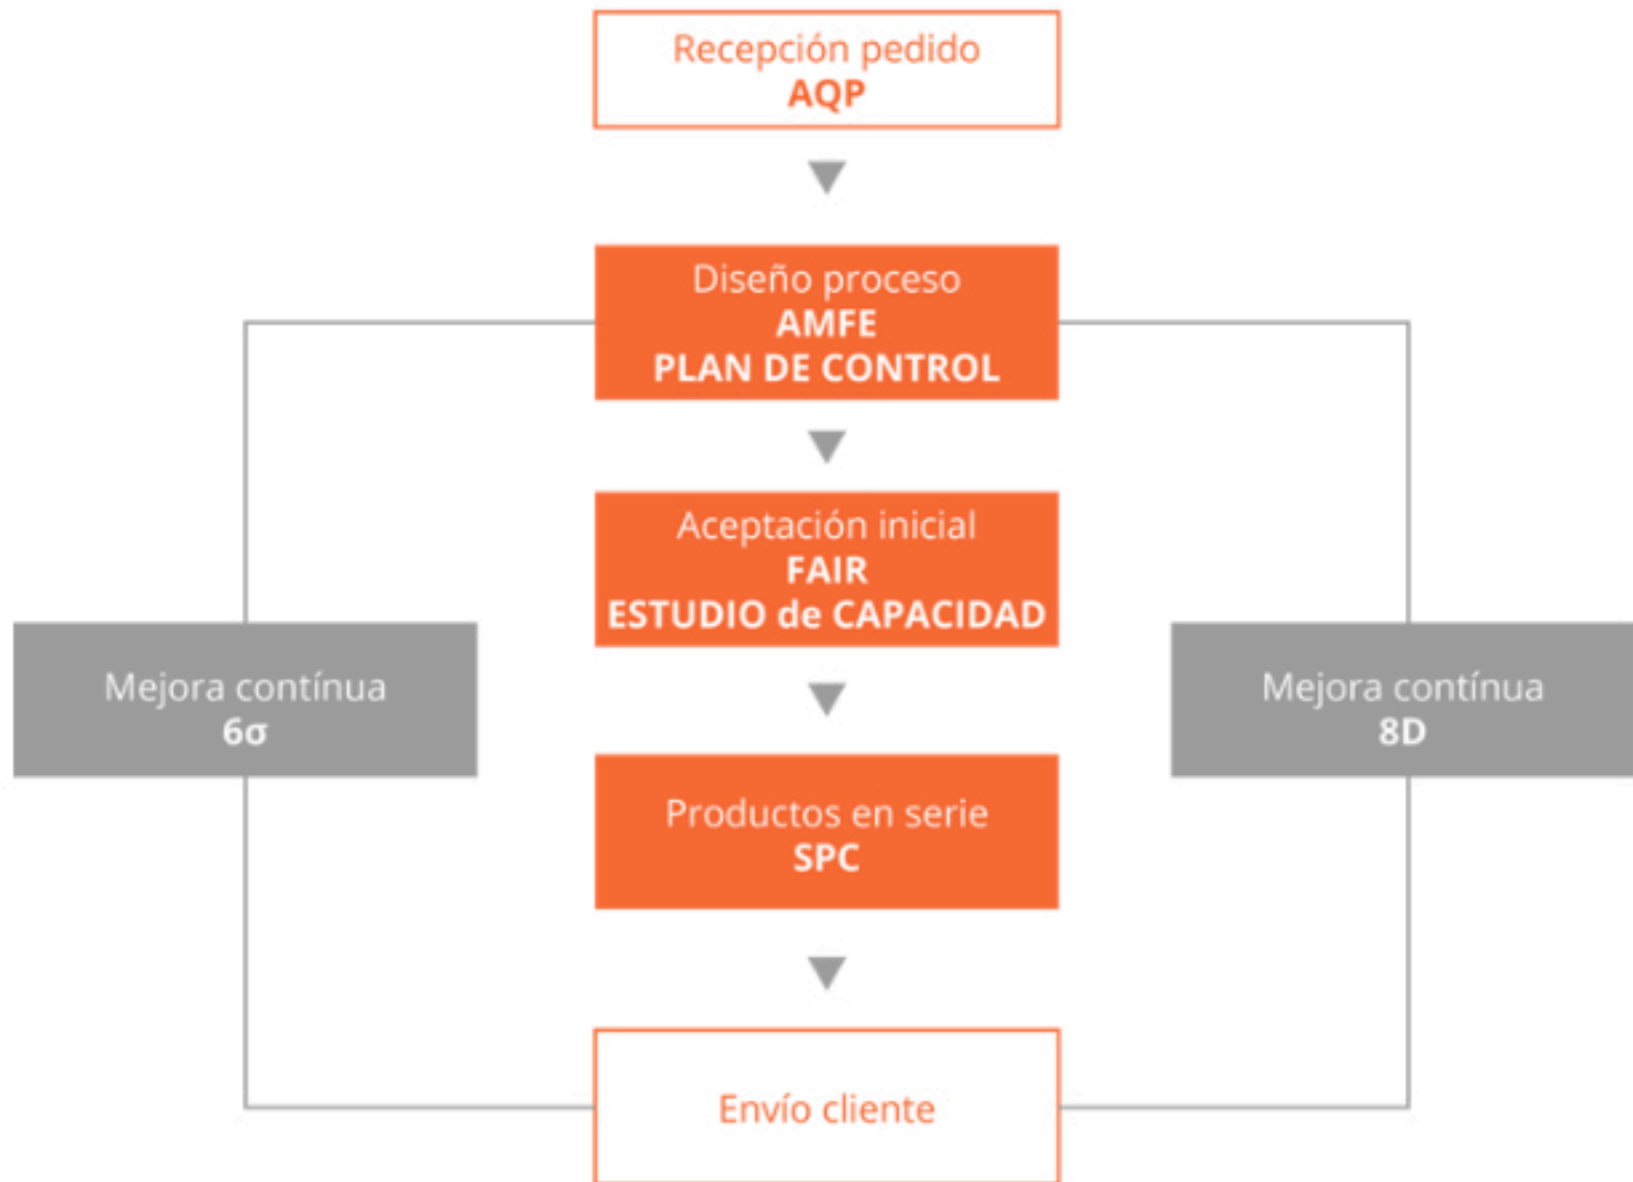 Recepción pedido
AQP
Diseño proceso
AMFE
PLAN DE CONTROL
Aceptación inicial
FAIR
ESTUDIO de CAPACIDAD
Mejora contínua
6σ
Mejora contínua
8D
Productos en serie
SPC
Envío cliente